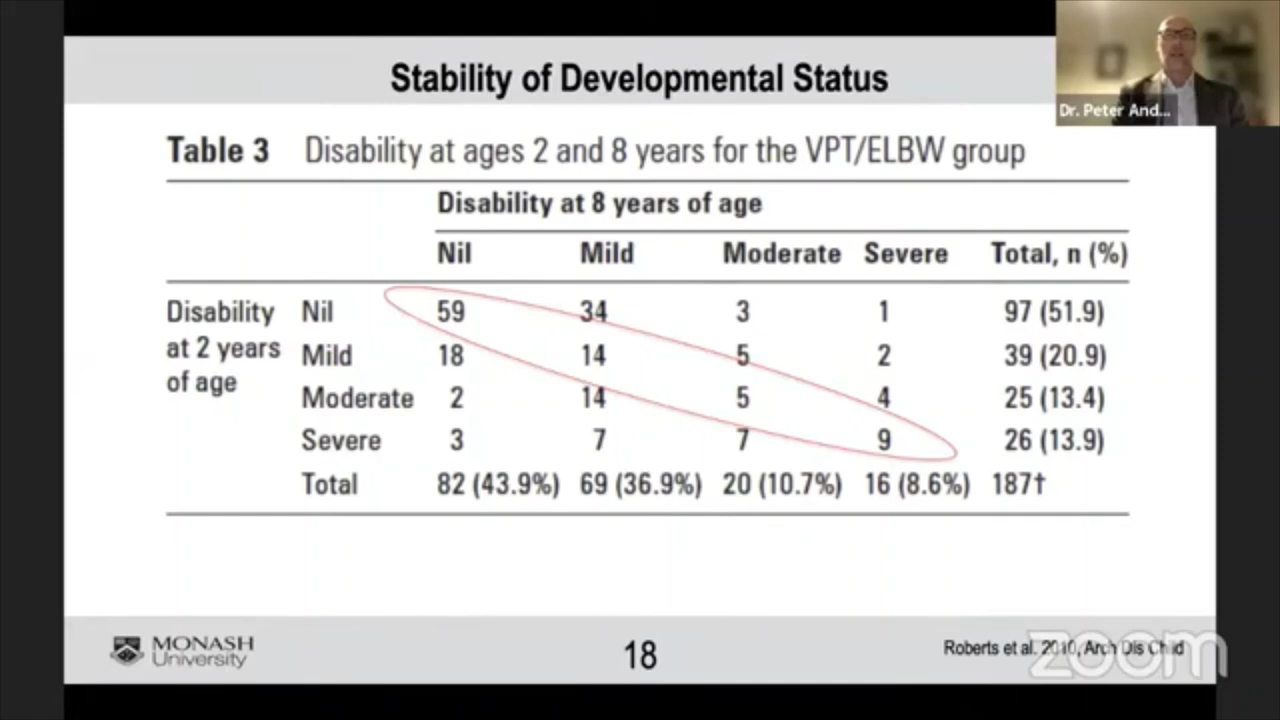 Stability of Developmental Status
Dr. Peter And...
Table 3 Disability at ages 2 and 8 years for the VPT/ELBW group
Disability at 8 years of age
Nil Mild Moderate Severe Total, n (%)
Disability at 2 years of age
Nil 59 34 3 1 97 (51.9)
Mild 18 14 5 2 39 (20.9)
Moderate 2 14 5 4 25 (13.4)
Severe 3 7 7 9 26 (13.9)
Total 82 (43.9%) 69 (36.9%) 20 (10.7%) 16 (8.6%) 187†
MONASH
University
18
Roberts et al. 2010, Arch Dis Child
zoom